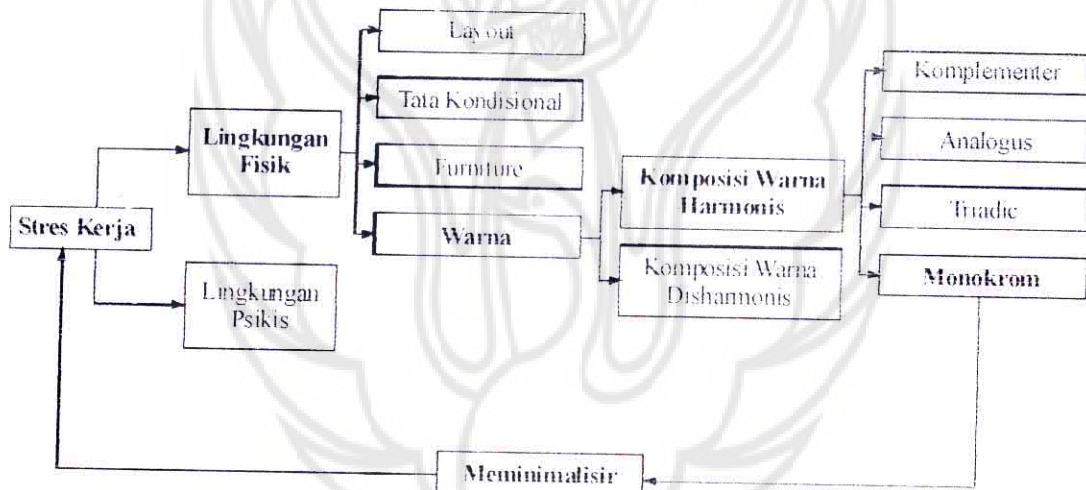 Layout
Tata Kondisional
Furniture
Warna
Lingkungan
Fisik
Stres Kerja
Lingkungan
Psikis
Komposisi Warna
Harmonis
Komposisi Warna
Disharmonis
Komplementer
Analogus
Triadic
Monokrom
Meminimalisir